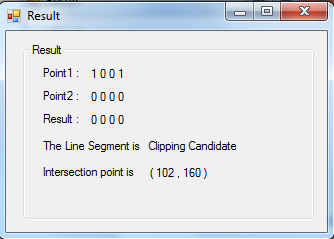 Result
Result
Point1 : 1 0 0 1
Point2 : 0 0 0 0
Result : 0 0 0 0
The Line Segment is Clipping Candidate
Intersection point is ( 102 , 160 )